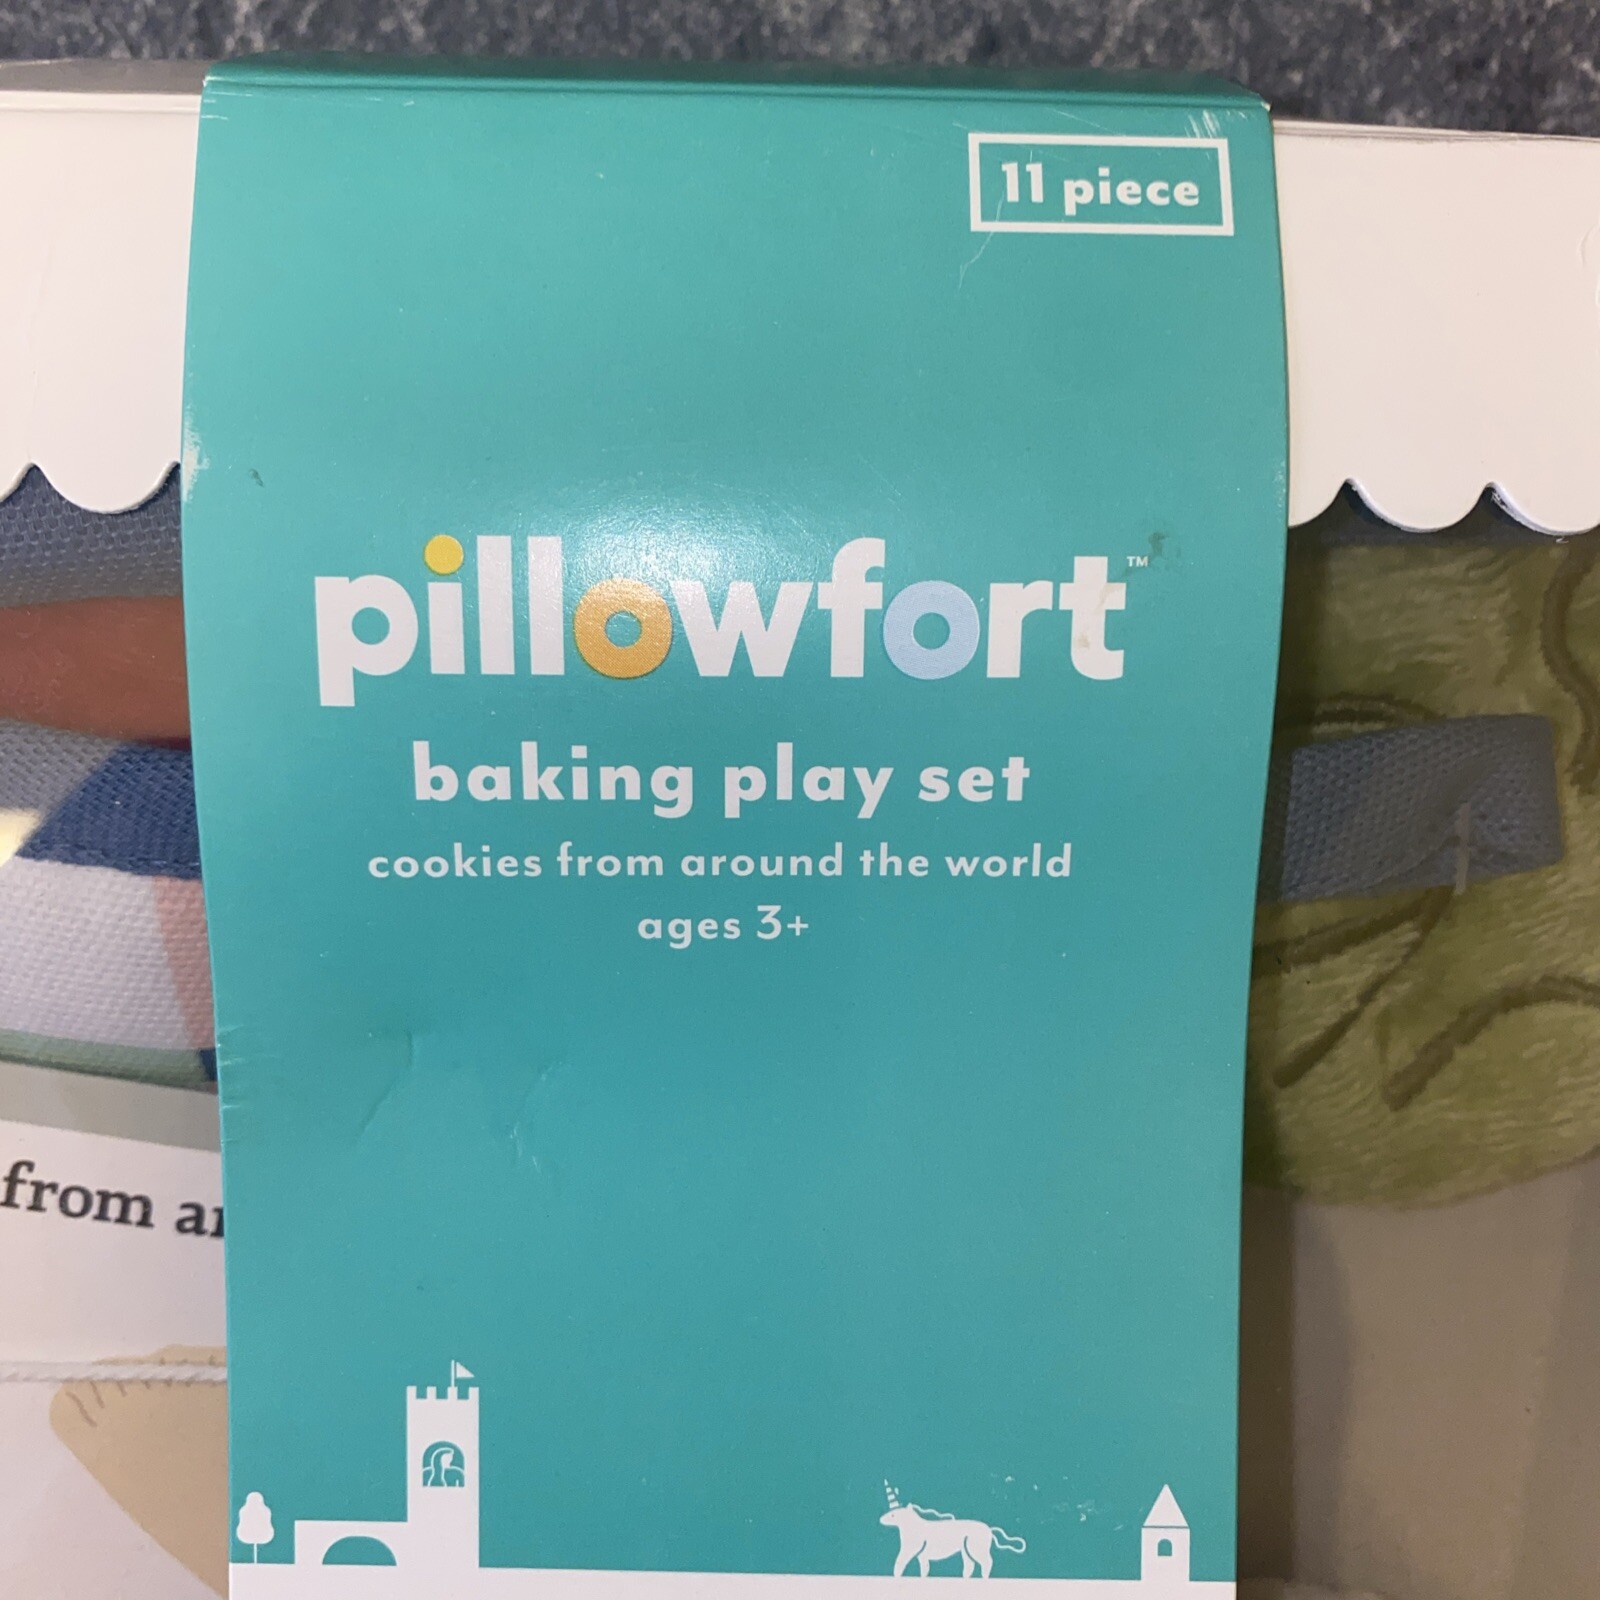 11 piece
pillowfort™
baking play set
cookies from around the world
ages 3+
from